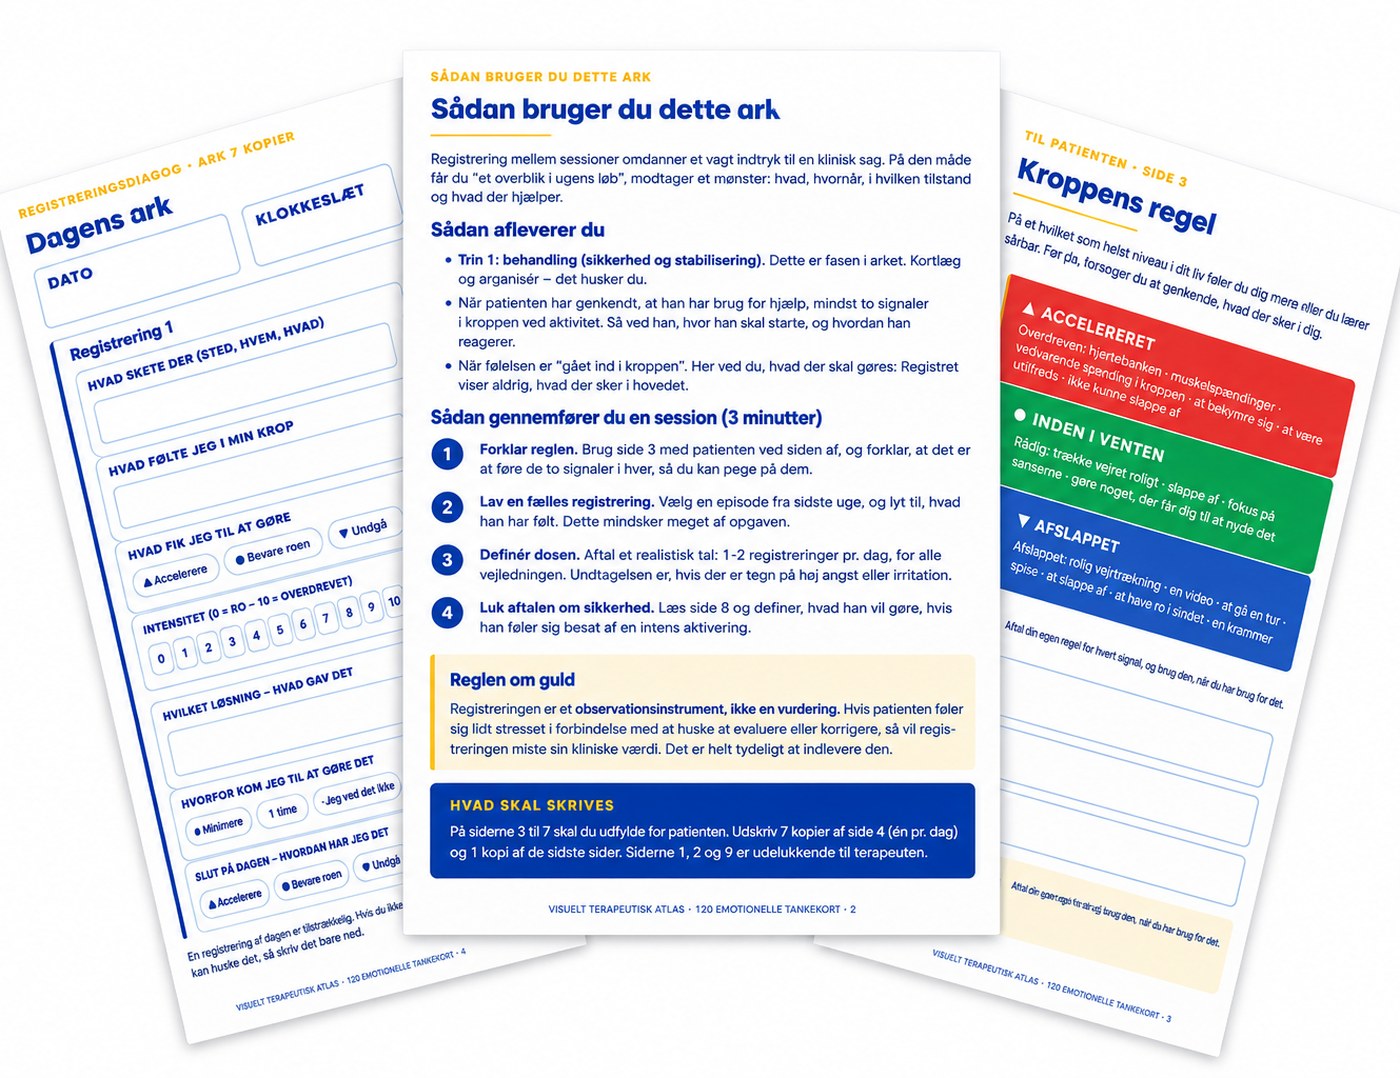 REGISTRERINGSDIAGOG • ARK 7 KOPIER
Dagens ark
DATO
KLOKKESLÆT
Registrering 1
HVAD SKETE DER (STED, HVEM, HVAD)
HVAD FØLTE JEG I MIN KROP
HVAD FIK JEG TIL AT GØRE
▲ Accelerere
● Bevare roen
▼ Undgå
INTENSITET (0 = RO – 10 = OVERDREVET)
0 1 2 3 4 5 6 7 8 9 10
HVILKET LØSNING – HVAD GAV DET
HVORFOR KOM JEG TIL AT GØRE DET
● Minimere
1 time
-Jeg ved det ikke
SLUT PÅ DAGEN – HVORDAN HAR JEG DET
▲ Accelerere
● Bevare roen
Undgå
En registrering af dagen er tilstrækkelig. Hvis du ikke
kan huske det, så skriv det bare ned.
VISUELT TERAPEUTISK ATLAS • 120 EMOTIONELLE TANKEKORT • 4
SÅDAN BRUGER DU DETTE ARK
Sådan bruger du dette ark
Registrering mellem sessioner omdanner et vagt indtryk til en klinisk sag. På den måde
får du “et overblik i ugens løb”, modtager et mønster: hvad, hvornår, i hvilken tilstand
og hvad der hjælper.
Sådan afleverer du
• Trin 1: behandling (sikkerhed og stabilisering). Dette er fasen i arket. Kortlæg
og argumentér – det husker du.
• Når patienten har genkendt, at han har brug for hjælp, mindst to signaler
i kroppen ved aktivitet. Så ved han, hvor han skal starte, og hvordan han
reagerer.
• Når følelsen er “gået ind i kroppen”. Her ved du, hvad der skal gøres: Registret
viser aldrig, hvad der sker i hovedet.
Sådan gennemfører du en session (3 minutter)
1 Forklar reglen. Brug side 3 med patienten ved siden af, og forklar, at det er
at føre de to signaler i hver, så du kan pege på dem.
2 Lav en fælles registrering. Vælg en episode fra sidste uge, og lyt til, hvad
han har følt. Dette mindsker meget af opgaven.
3 Definér dosen. Aftal et realistisk tal: 1-2 registreringer pr. dag, for alle
vejledningen. Undtagelsen er, hvis der er tegn på høj angst eller irritation.
4 Luk aftalen om sikkerhed. Læs side 8 og definer, hvad han vil gøre, hvis
han føler sig besat af en intens aktivering.
Reglen om guld
Registreringen er et observationsinstrument, ikke en vurdering. Hvis patienten føler
sig lidt stresset i forbindelse med at huske at evaluere eller korrigere, så vil regis-
treringen miste sin kliniske værdi. Det er helt tydeligt at indlevere den.
HVAD SKAL SKRIVES
På siderne 3 til 7 skal du udfylde for patienten. Udskriv 7 kopier af side 4 (én pr. dag)
og 1 kopi af de sidste sider. Siderne 1, 2 og 9 er udelukkende til terapeuten.
VISUELT TERAPEUTISK ATLAS • 120 EMOTIONELLE TANKEKORT • 2
TIL PATIENTEN • SIDE 3
Kroppens regel
På et hvilket som helst niveau i dit liv føler du dig mere eller du lærer
sårbar. Før på, forsøger du at genkende, hvad der sker i dig.
▲ ACCELERERET
Overdreven: hjertebanken · muskelspændinger ·
vedvarende spending i kroppen · at bekymre sig · at være
utilfreds · ikke kunne slappe af
● INDEN I VENTEN
Rådig: trække vejret roligt · slappe af · fokus på
sanserne · gøre noget, der får dig til at nyde det
▼ AFSLAPPET
Afslappet: rolig vejrtrækning · en video · at gå en tur ·
spise · at slappe af · at have ro i sindet · en krammer
Aftal din egen regel for hvert signal, og brug den, når du har brug for det.
Aftal din brug den, når du har brug for det.
VISUELT TERAPEUTISK ATLAS • 120 EMOTIONELLE TANKEKORT • 3